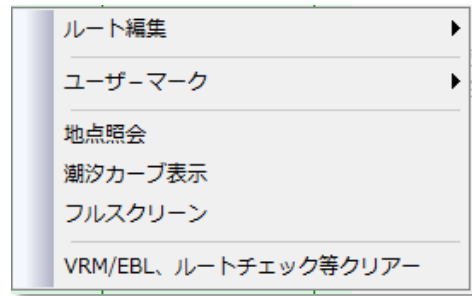 ルート編集
ユーザーマーク
地点照会
潮汐カーブ表示
フルスクリーン
VRM/EBL、ルートチェック等クリアー